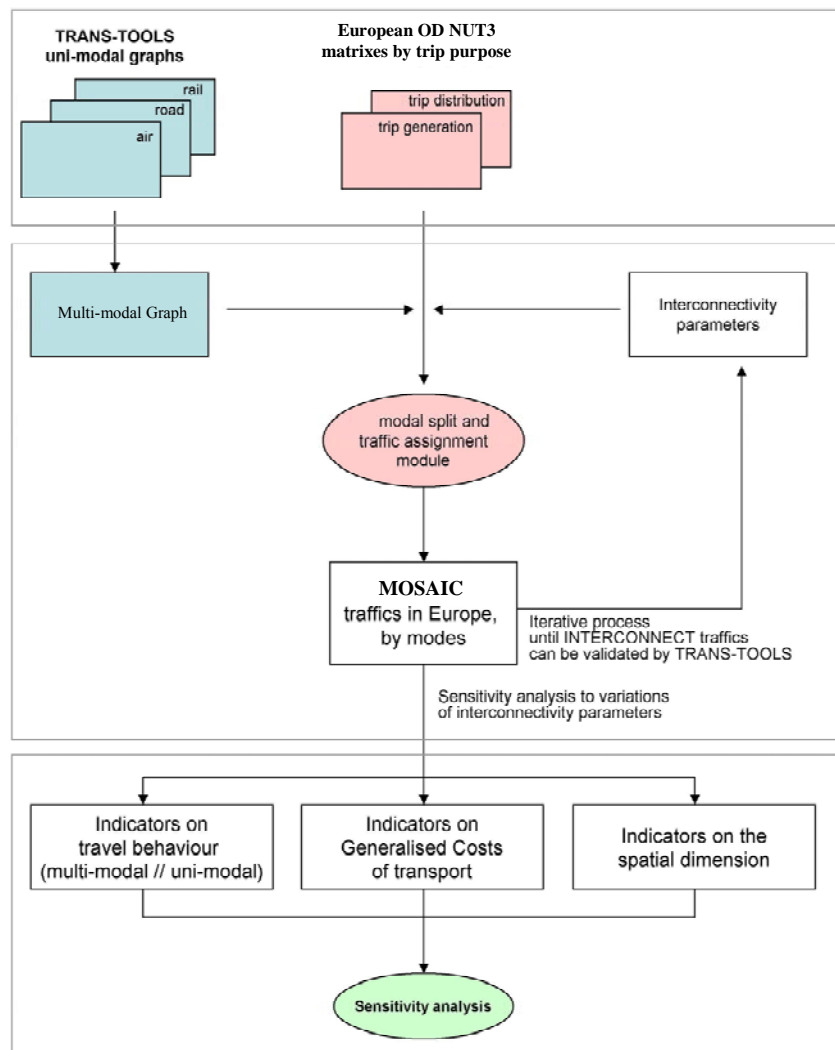 TRANS-TOOLS
uni-modal graphs
European OD NUT3
matrixes by trip purpose
rail
road
air
trip distribution
trip generation
Multi-modal Graph
Interconnectivity
parameters
modal split and
traffic assignment
module
MOSAIC
traffics in Europe,
by modes
Iterative process
until INTERCONNECT traffics
can be validated by TRANS-TOOLS
Sensitivity analysis to variations
of interconnectivity parameters
Indicators on
travel behaviour
(multi-modal // uni-modal)
Indicators on
Generalised Costs
of transport
Indicators on the
spatial dimension
Sensitivity analysis